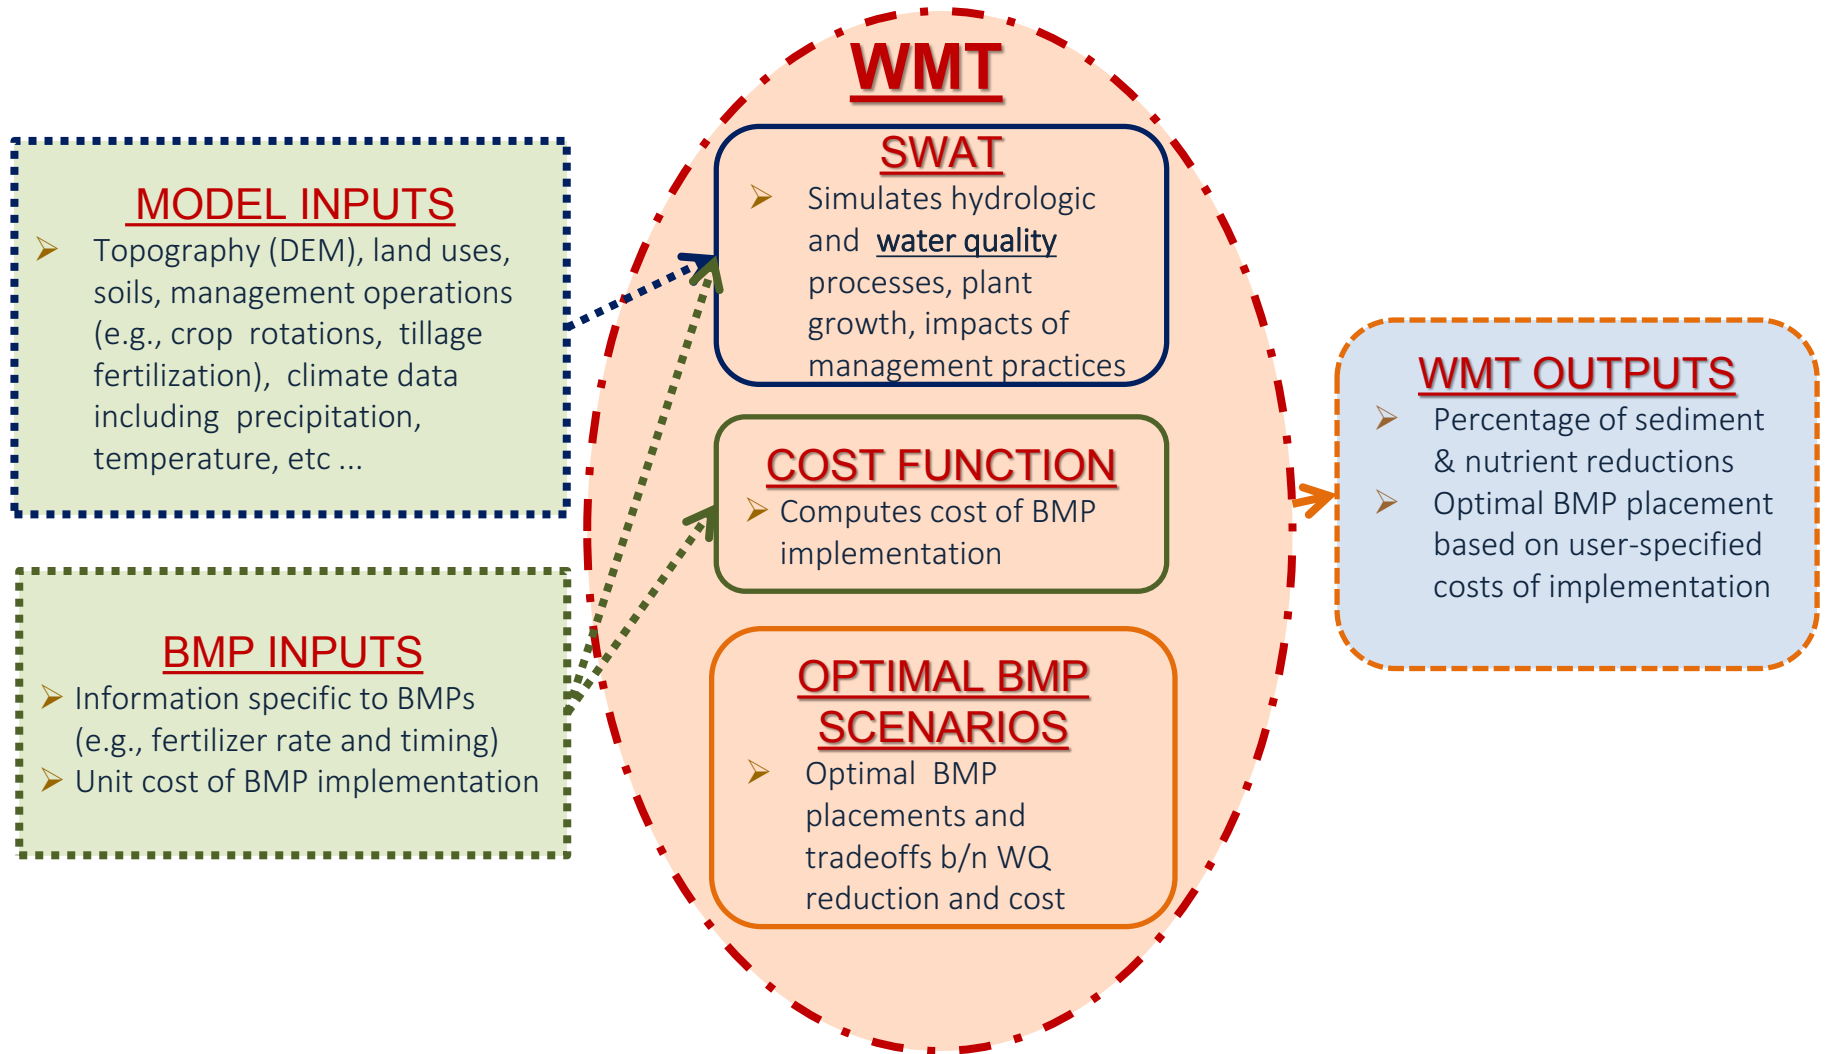 WMT
MODEL INPUTS
Topography (DEM), land uses,
soils, management operations
(e.g., crop rotations, tillage
fertilization), climate data
including precipitation,
temperature, etc ...
BMP INPUTS
Information specific to BMPs
(e.g., fertilizer rate and timing)
Unit cost of BMP implementation
SWAT
Simulates hydrologic
and water quality
processes, plant
growth, impacts of
management practices
COST FUNCTION
Computes cost of BMP
implementation
OPTIMAL BMP
SCENARIOS
Optimal BMP
placements and
tradeoffs b/n WQ
reduction and cost
WMT OUTPUTS
Percentage of sediment
& nutrient reductions
Optimal BMP placement
based on user-specified
costs of implementation